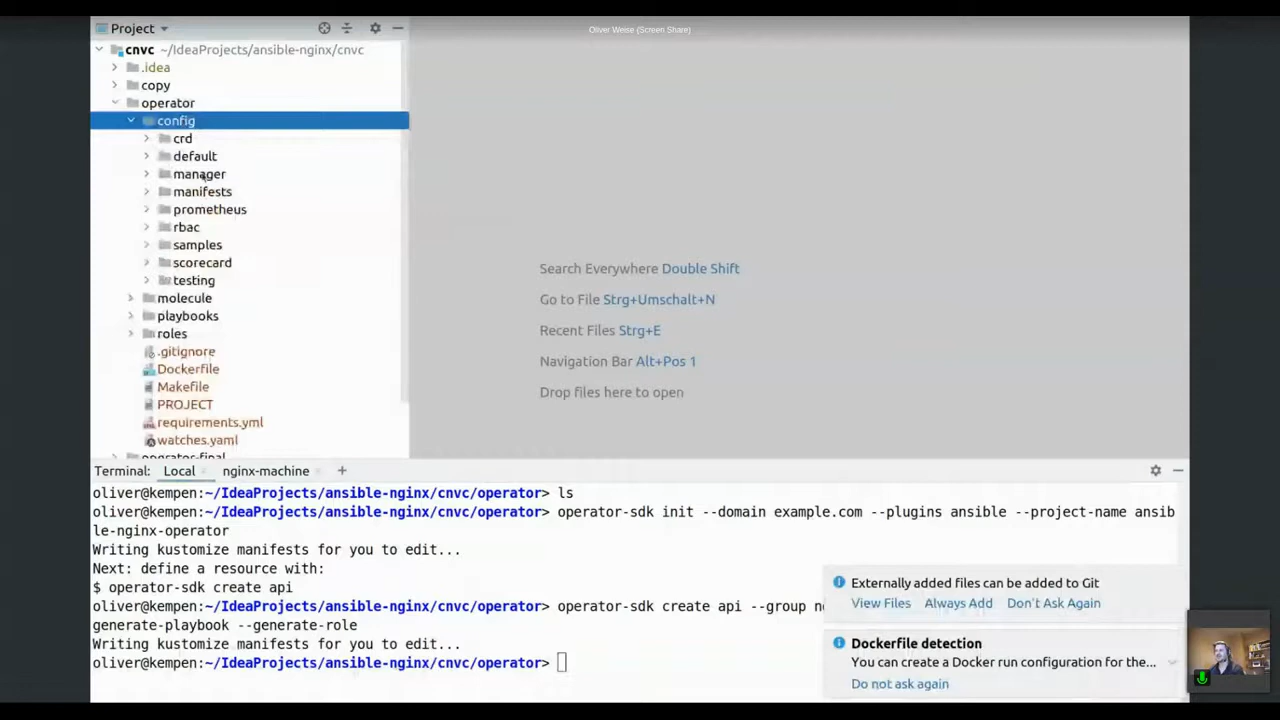 Project
Oliver Weise (Screen Share)
cnvc ~/IdeaProjects/ansible-nginx/cnvc
.idea
copy
operator
config
crd
default
manager
manifests
prometheus
rbac
samples
scorecard
testing
molecule
playbooks
roles
.gitignore
Dockerfile
Makefile
PROJECT
requirements.yml
watches.yaml
operator-final
Search Everywhere Double Shift
Go to File Strg+Umschalt+N
Recent Files Strg+E
Navigation Bar Alt+Pos 1
Drop files here to open
Terminal: Local nginx-machine +
oliver@kempen:~/IdeaProjects/ansible-nginx/cnvc/operator> ls
oliver@kempen:~/IdeaProjects/ansible-nginx/cnvc/operator> operator-sdk init --domain example.com --plugins ansible --project-name ansib
le-nginx-operator
Writing kustomize manifests for you to edit...
Next: define a resource with:
$ operator-sdk create api
oliver@kempen:~/IdeaProjects/ansible-nginx/cnvc/operator> operator-sdk create api --group
generate-playbook --generate-role
Writing kustomize manifests for you to edit...
oliver@kempen:~/IdeaProjects/ansible-nginx/cnvc/operator>
Externally added files can be added to Git
View Files Always Add Don't Ask Again
Dockerfile detection
You can create a Docker run configuration for the...
Do not ask again